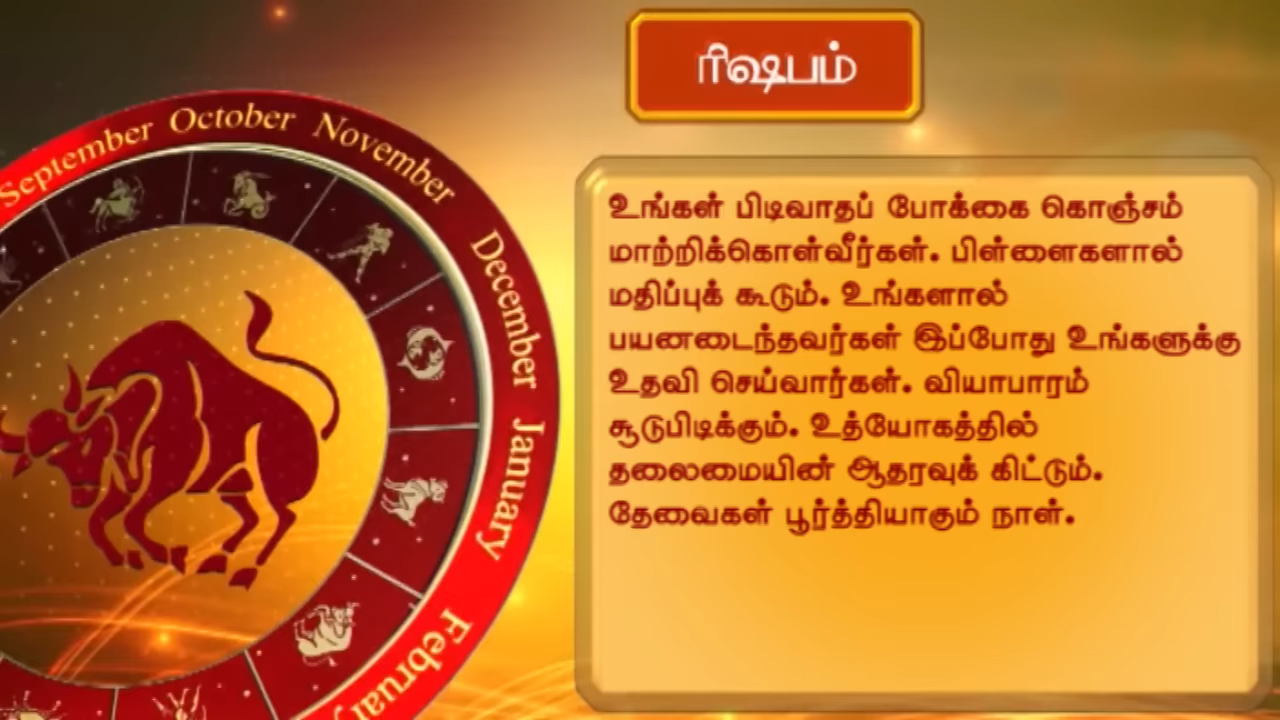 ரிஷபம்
September October November December January February
உங்கள் பிடிவாதப் போக்கை கொஞ்சம்
மாற்றிக்கொள்வீர்கள். பிள்ளைகளால்
மதிப்புக் கூடும். உங்களால்
பயனடைந்தவர்கள் இப்போது உங்களுக்கு
உதவி செய்வார்கள். வியாபாரம்
சூடுபிடிக்கும். உத்யோகத்தில்
தலைமையின் ஆதரவுக் கிட்டும்.
தேவைகள் பூர்த்தியாகும் நாள்.